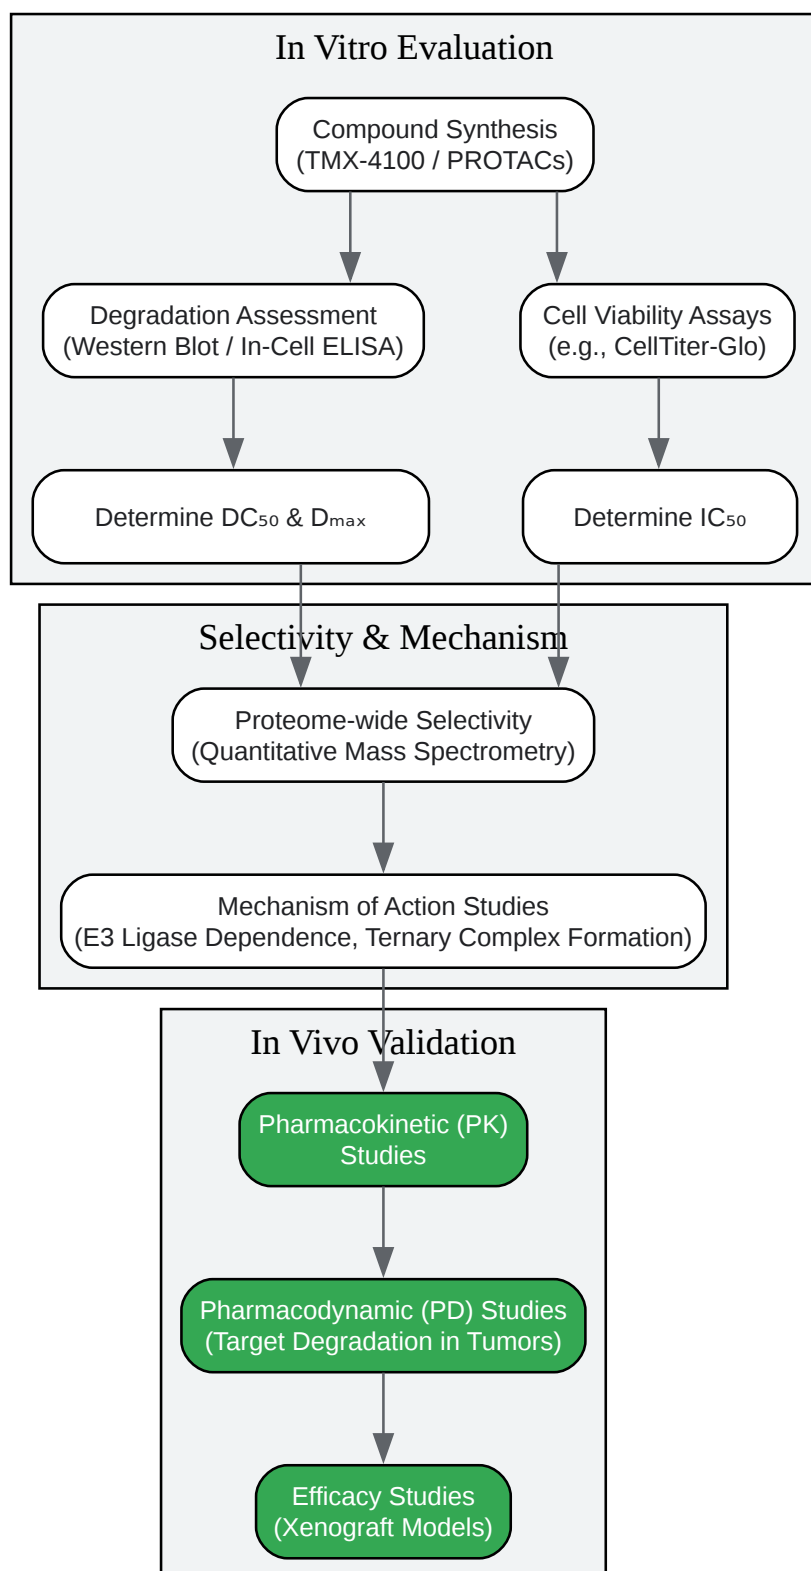 In Vitro Evaluation
Compound Synthesis
(TMX-4100 / PROTACs)
Degradation Assessment
(Western Blot / In-Cell ELISA)
Cell Viability Assays
(e.g., CellTiter-Glo)
Determine DC₅₀ & Dₘₐₓ
Determine IC₅₀
Selectivity & Mechanism
Proteome-wide Selectivity
(Quantitative Mass Spectrometry)
Mechanism of Action Studies
(E3 Ligase Dependence, Ternary Complex Formation)
In Vivo Validation
Pharmacokinetic (PK)
Studies
Pharmacodynamic (PD) Studies
(Target Degradation in Tumors)
Efficacy Studies
(Xenograft Models)